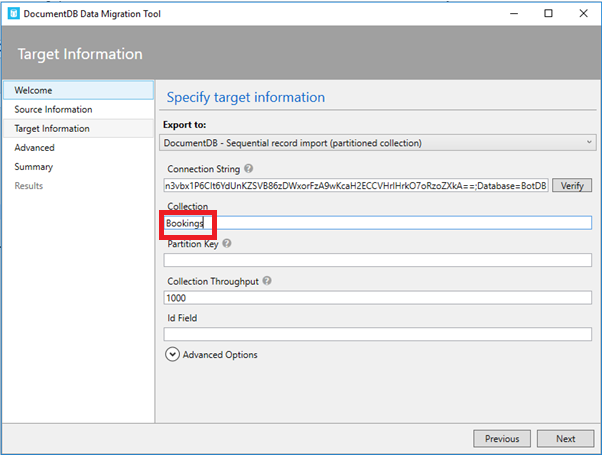 DocumentDB Data Migration Tool
Target Information
Welcome
Source Information
Target Information
Advanced
Summary
Results
Specify target information
Export to:
DocumentDB - Sequential record import (partitioned collection)
Connection String
n3vbx1P6CIt6YdUnKZSVB86zDWxorFzA9wKcaH2ECCVHrlHrkO7oRzoZXkA==;Database=BotDB
Verify
Collection
Bookings
Partition Key
Collection Throughput
1000
Id Field
Advanced Options
Previous
Next